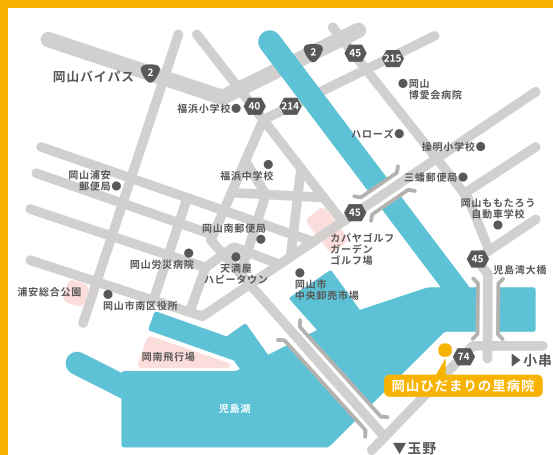 2
45
215
岡山バイパス
2
岡山
博愛会病院
福浜小学校
40
214
ハローズ
操明小学校
福浜中学校
岡山浦安
郵便局
三蟠郵便局
岡山ももたろう
自動車学校
45
岡山南郵便局
カバヤゴルフ
ガーデン
ゴルフ場
岡山労災病院
天満屋
ハピータウン
45
児島湾大橋
浦安総合公園
岡山市南区役所
岡山市
中央卸売市場
岡南飛行場
74
▶小串
岡山ひだまりの里病院
児島湖
▼玉野